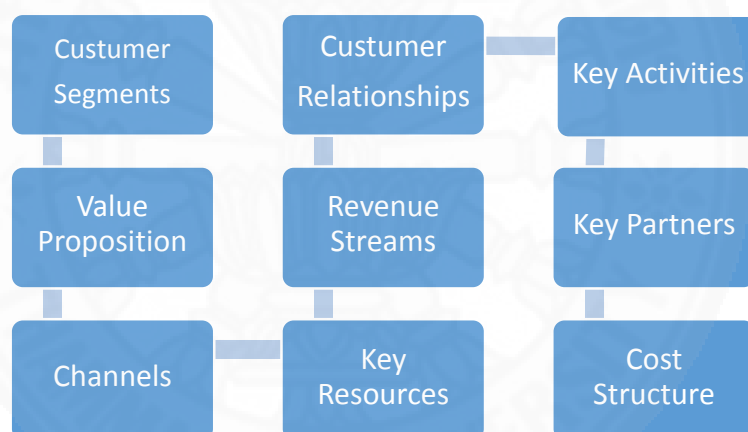 Custumer
Segments
Value
Proposition
Channels
Key
Resources
Revenue
Streams
Custumer
Relationships
Key Activities
Key Partners
Cost
Structure